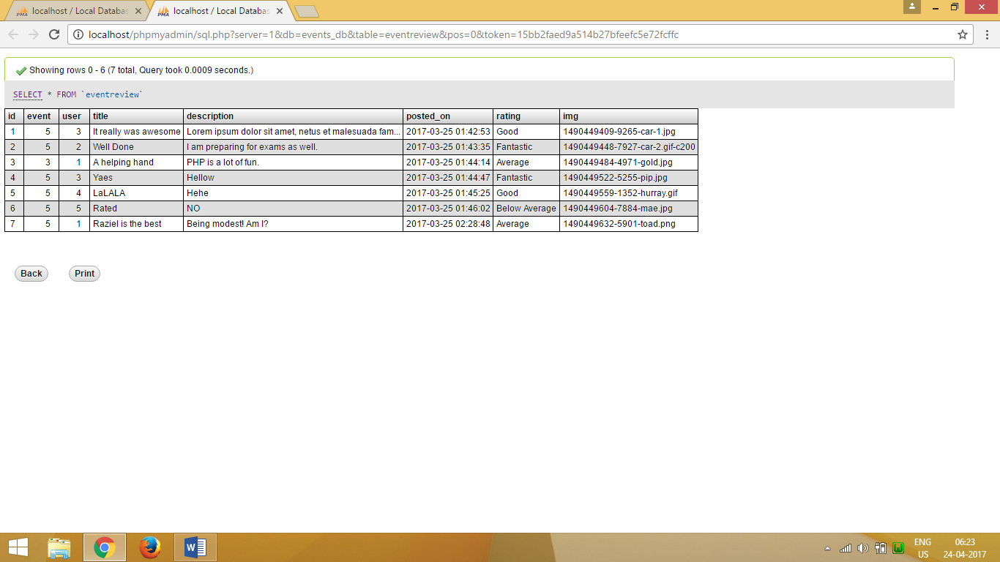 localhost / Local Databas
localhost / Local Databas
localhost/phpmyadmin/sql.php?server=1&db=events_db&table=eventreview&pos=0&token=15bb2faed9a514b27bfeefc5e72fcffc
Showing rows 0 - 6 (7 total, Query took 0.0009 seconds.)
SELECT * FROM `eventreview`
id event user title description posted_on rating img
1 5 3 It really was awesome Lorem ipsum dolor sit amet, netus et malesuada fam... 2017-03-25 01:42:53 Good 1490449409-9265-car-1.jpg
2 5 2 Well Done I am preparing for exams as well. 2017-03-25 01:43:35 Fantastic 1490449448-7927-car-2.gif-c200
3 3 1 A helping hand PHP is a lot of fun. 2017-03-25 01:44:14 Average 1490449484-4971-gold.jpg
4 5 3 Yaes Hellow 2017-03-25 01:44:47 Fantastic 1490449522-5255-pip.jpg
5 5 4 LaLALA Hehe 2017-03-25 01:45:25 Good 1490449559-1352-hurray.gif
6 5 5 Rated NO 2017-03-25 01:46:02 Below Average 1490449604-7884-mae.jpg
7 5 1 Raziel is the best Being modest! Am I? 2017-03-25 02:28:48 Average 1490449632-5901-toad.png
Back Print
ENG 06:23
US 24-04-2017